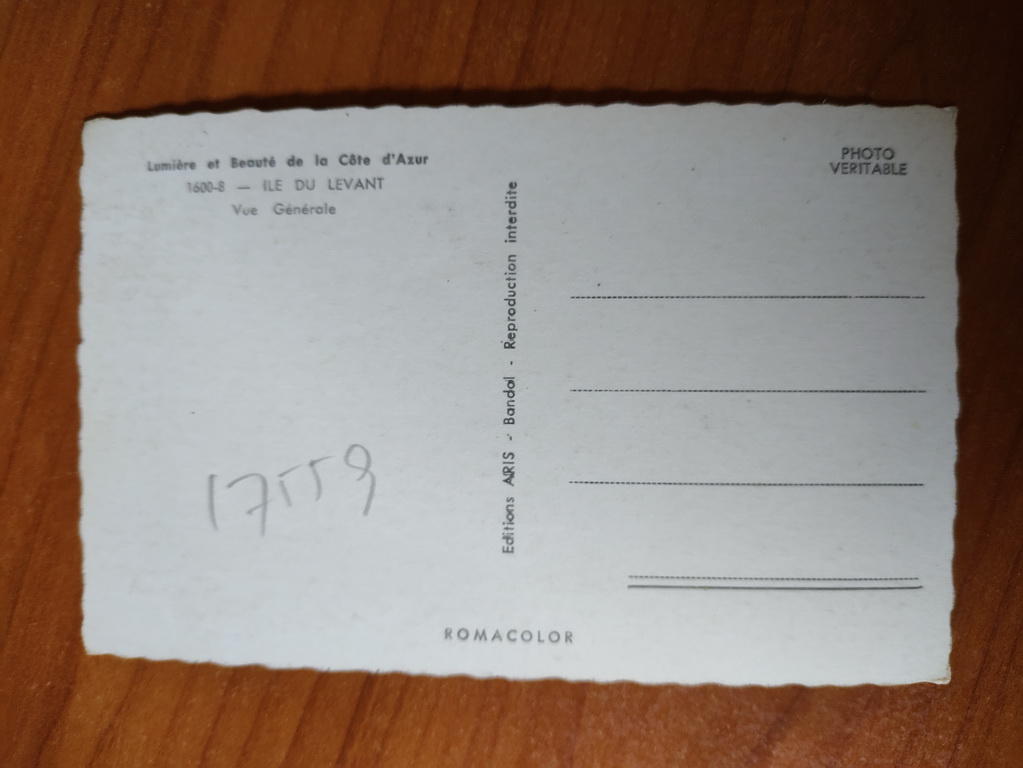 Lumière et Beauté de la Côte d'Azur
1600-8 — ILE DU LEVANT
Vue Générale
17559
Editions ARIS - Bandol - Reproduction interdite
PHOTO
VERITABLE
ROMACOLOR